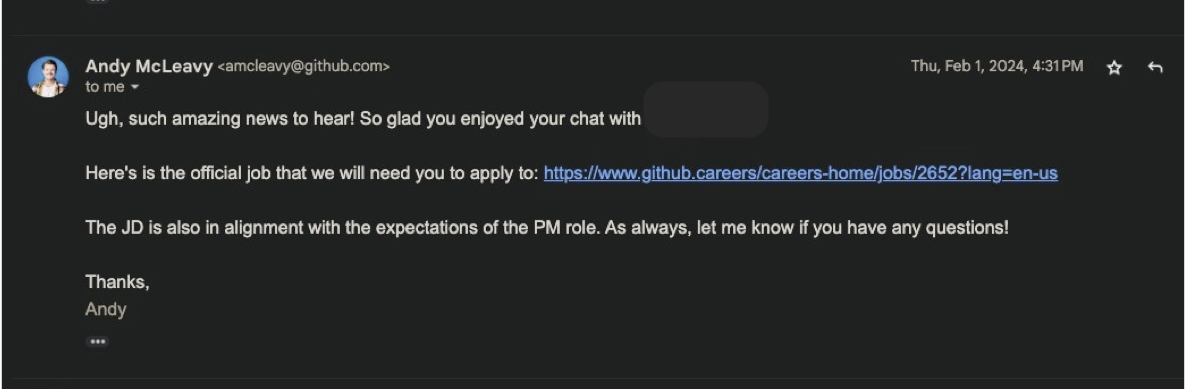 Andy McLeavy <amcleavy@github.com>
Thu, Feb 1, 2024, 4:31 PM
to me
Ugh, such amazing news to hear! So glad you enjoyed your chat with
Here's is the official job that we will need you to apply to: https://www.github.careers/careers-home/jobs/2652?lang=en-us
The JD is also in alignment with the expectations of the PM role. As always, let me know if you have any questions!
Thanks,
Andy